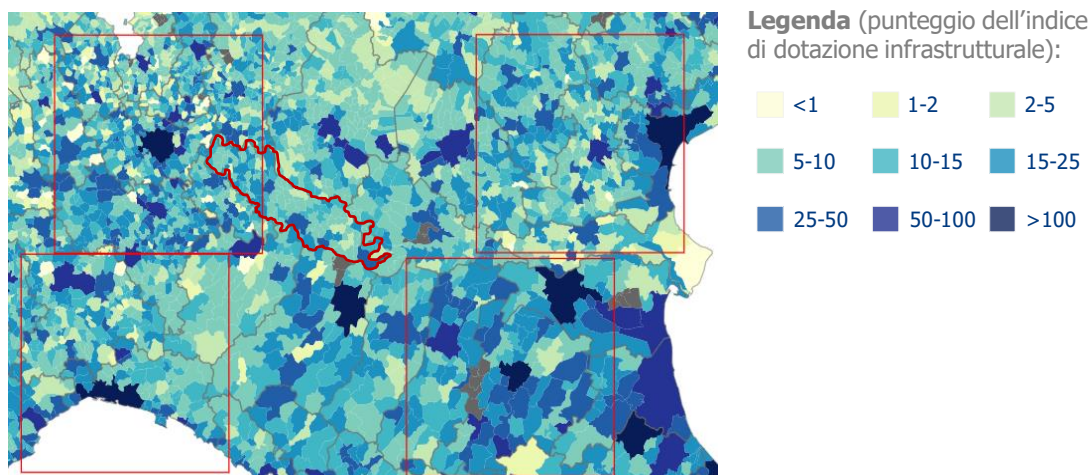 Legenda (punteggio dell’indice
di dotazione infrastrutturale):
<1 1-2 2-5
5-10 10-15 15-25
25-50 50-100 >100